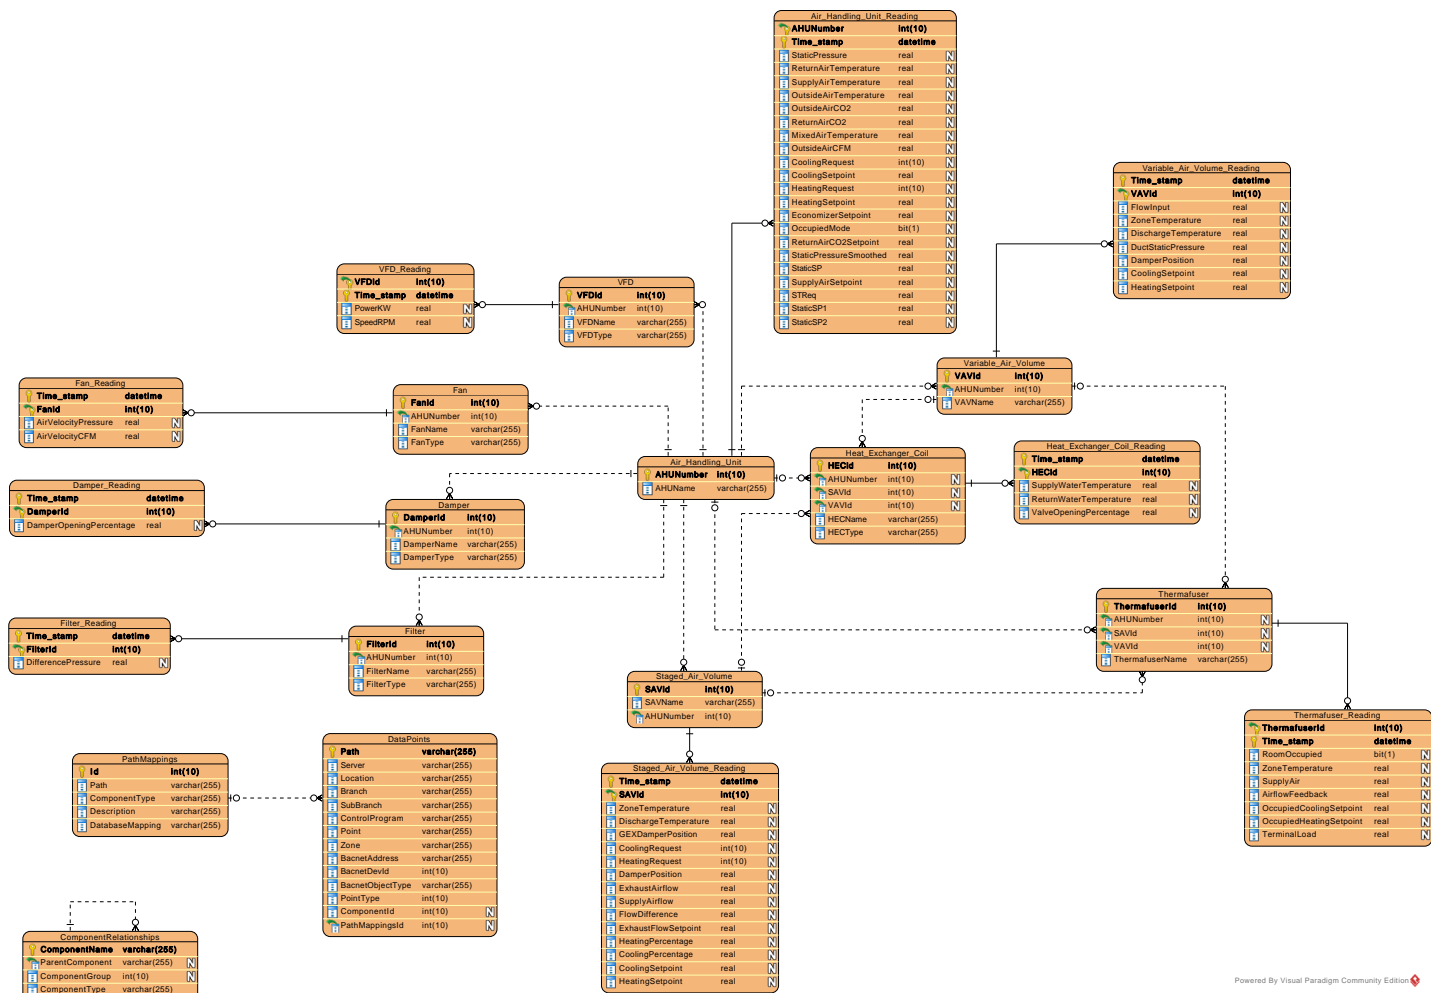 Air_Handling_Unit_Reading
AHUNumber int(10)
Time_stamp datetime
StaticPressure real N
ReturnAirTemperature real N
SupplyAirTemperature real N
OutsideAirTemperature real N
OutsideAirCO2 real N
ReturnAirCO2 real N
MixedAirTemperature real N
OutsideAirCFM real N
CoolingRequest int(10) N
CoolingSetpoint real N
HeatingRequest int(10) N
HeatingSetpoint real N
EconomizerSetpoint real N
OccupiedMode bit(1) N
ReturnAirCO2Setpoint real N
StaticPressureSmoothed real N
StaticSP real N
SupplyAirSetpoint real N
STReq real N
StaticSP1 real N
StaticSP2 real N
Variable_Air_Volume_Reading
Time_stamp datetime
VAVId int(10)
FlowInput real N
ZoneTemperature real N
DischargeTemperature real N
DuctStaticPressure real N
DamperPosition real N
CoolingSetpoint real N
HeatingSetpoint real N
VFD_Reading
VFDId int(10)
Time_stamp datetime
PowerKW real N
SpeedRPM real N
VFD
VFDId int(10)
AHUNumber int(10)
VFDName varchar(255)
VFDType varchar(255)
Variable_Air_Volume
VAVId int(10)
AHUNumber int(10)
VAVName varchar(255)
Fan_Reading
Time_stamp datetime
FanId int(10)
AirVelocityPressure real N
AirVelocityCFM real N
Fan
FanId int(10)
AHUNumber int(10)
FanName varchar(255)
FanType varchar(255)
Air_Handling_Unit
AHUNumber int(10)
AHUName varchar(255)
Heat_Exchanger_Coil
HECId int(10)
AHUNumber int(10) N
SAVId int(10) N
VAVId int(10) N
HECName varchar(255)
HECType varchar(255)
Heat_Exchanger_Coil_Reading
Time_stamp datetime
HECId int(10)
SupplyWaterTemperature real N
ReturnWaterTemperature real N
ValveOpeningPercentage real N
Damper_Reading
Time_stamp datetime
DamperId int(10)
DamperOpeningPercentage real N
Damper
DamperId int(10)
AHUNumber int(10)
DamperName varchar(255)
DamperType varchar(255)
Thermafuser
ThermafuserId int(10)
AHUNumber int(10) N
SAVId int(10) N
VAVId int(10) N
ThermafuserName varchar(255)
Filter_Reading
Time_stamp datetime
FilterId int(10)
DifferencePressure real N
Filter
FilterId int(10)
AHUNumber int(10)
FilterName varchar(255)
FilterType varchar(255)
Staged_Air_Volume
SAVId int(10)
SAVName varchar(255)
AHUNumber int(10)
Thermafuser_Reading
ThermafuserId int(10)
Time_stamp datetime
RoomOccupied bit(1) N
ZoneTemperature real N
SupplyAir real N
AirflowFeedback real N
OccupiedCoolingSetpoint real N
OccupiedHeatingSetpoint real N
TerminalLoad real N
PathMappings
Id int(10)
Path varchar(255)
ComponentType varchar(255)
Description varchar(255)
DatabaseMapping varchar(255)
DataPoints
Path varchar(255)
Server varchar(255)
Location varchar(255)
Branch varchar(255)
SubBranch varchar(255)
ControlProgram varchar(255)
Point varchar(255)
Zone varchar(255)
BacnetAddress varchar(255)
BacnetDevId int(10)
BacnetObjectType varchar(255)
PointType int(10)
ComponentId int(10) N
PathMappingsId int(10) N
Staged_Air_Volume_Reading
Time_stamp datetime
SAVId int(10)
ZoneTemperature real N
DischargeTemperature real N
GEXDamperPosition real N
CoolingRequest int(10) N
HeatingRequest int(10) N
DamperPosition real N
ExhaustAirflow real N
SupplyAirflow real N
FlowDifference real N
ExhaustFlowSetpoint real N
HeatingPercentage real N
CoolingPercentage real N
CoolingSetpoint real N
HeatingSetpoint real N
ComponentRelationships
ComponentName varchar(255)
ParentComponent varchar(255) N
ComponentGroup int(10) N
ComponentType varchar(255)
Powered By Visual Paradigm Community Edition